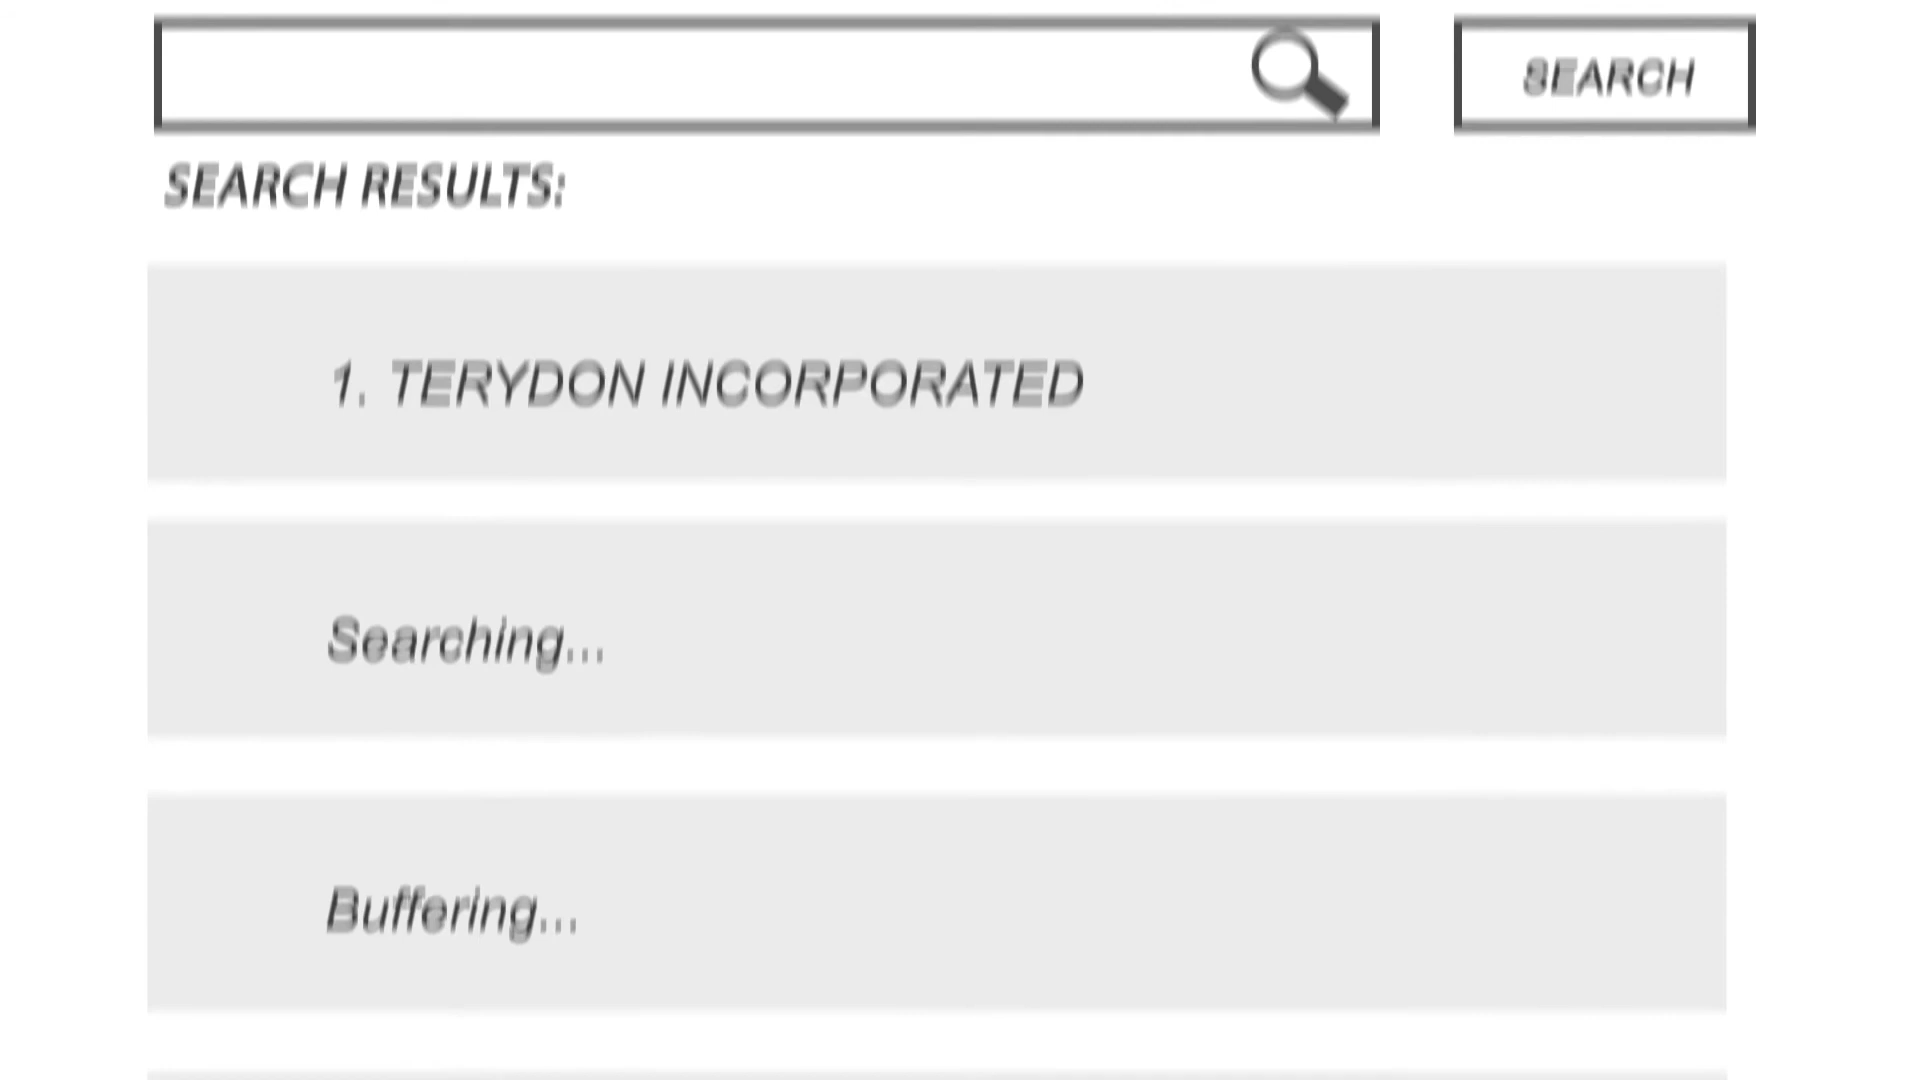 SEARCH
SEARCH RESULTS:
1. TERYDON INCORPORATED
Searching...
Buffering...